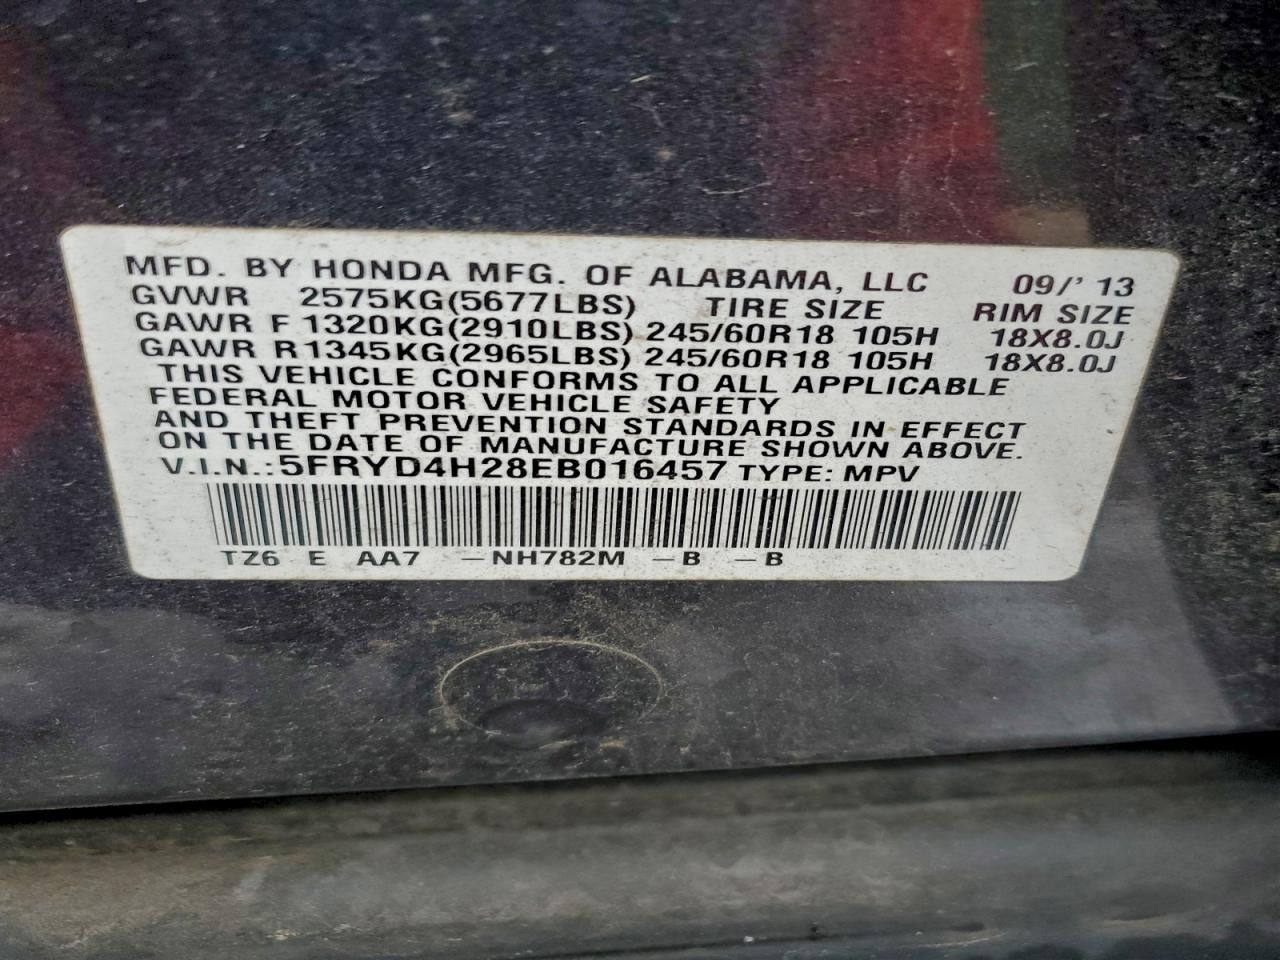 MFD. BY HONDA MFG. OF ALABAMA, LLC 09/' 13
GVWR 2575KG(5677LBS) TIRE SIZE RIM SIZE
GAWR F 1320KG(2910LBS) 245/60R18 105H 18X8.0J
GAWR R1345KG(2965LBS) 245/60R18 105H 18X8.0J
THIS VEHICLE CONFORMS TO ALL APPLICABLE
FEDERAL MOTOR VEHICLE SAFETY
AND THEFT PREVENTION STANDARDS IN EFFECT
ON THE DATE OF MANUFACTURE SHOWN ABOVE.
V.I.N.:5FRYD4H28EB016457 TYPE: MPV
TZ6 E AA7 -NH782M -B -B